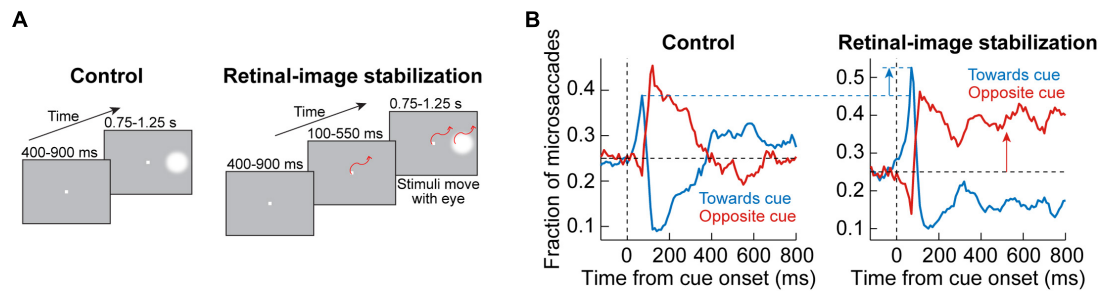 A
Control
Time
0.75-1.25 s
400-900 ms
Retinal-image stabilization
Time
0.75-1.25 s
100-550 ms
400-900 ms
Stimuli move
with eye
B
Control
Fraction of microsaccades
0.4
0.3
0.2
0.1
Towards cue
Opposite cue
0 200 400 600 800
Time from cue onset (ms)
Retinal-image stabilization
0.5
0.4
0.3
0.2
0.1
Towards cue
Opposite cue
0 200 400 600 800
Time from cue onset (ms)